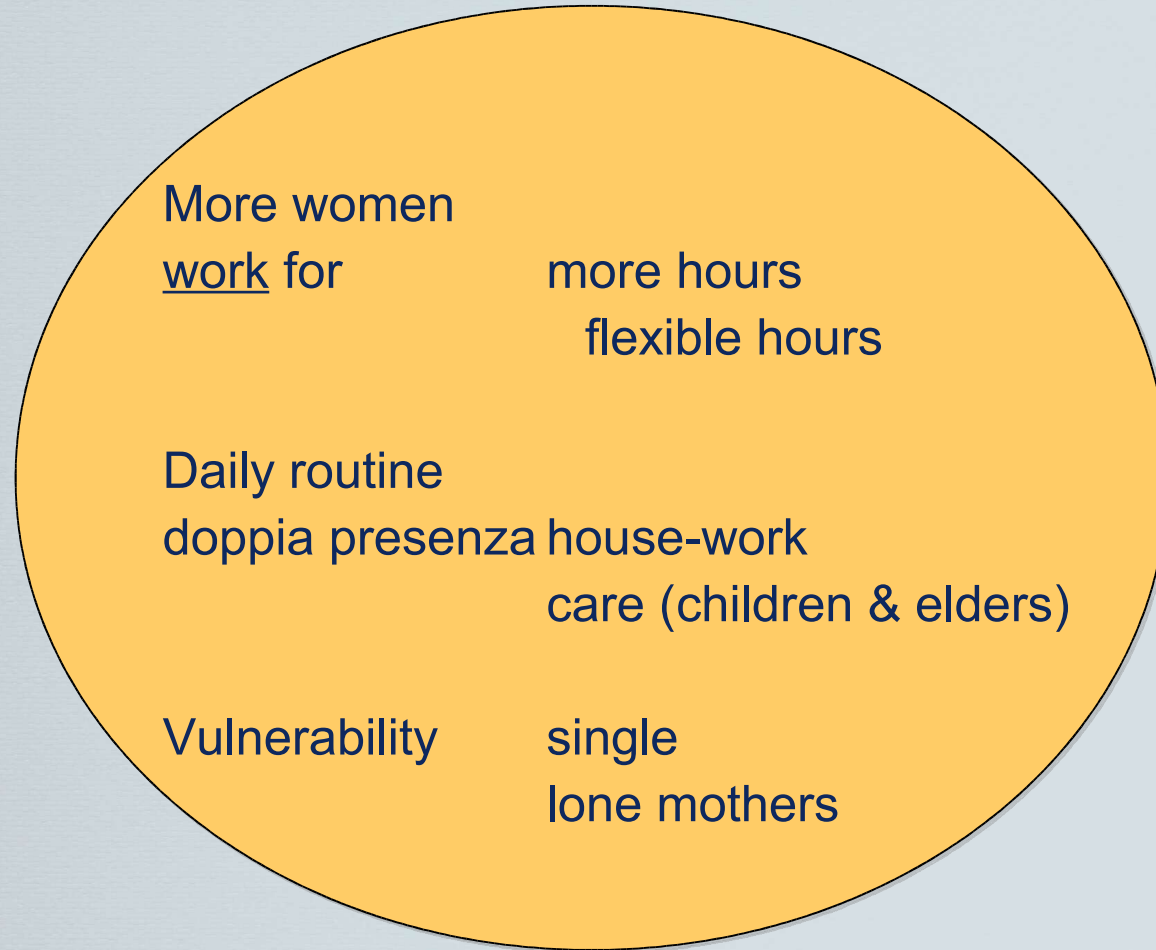 More women
work for more hours
flexible hours
Daily routine
doppia presenza house-work
care (children & elders)
Vulnerability single
lone mothers